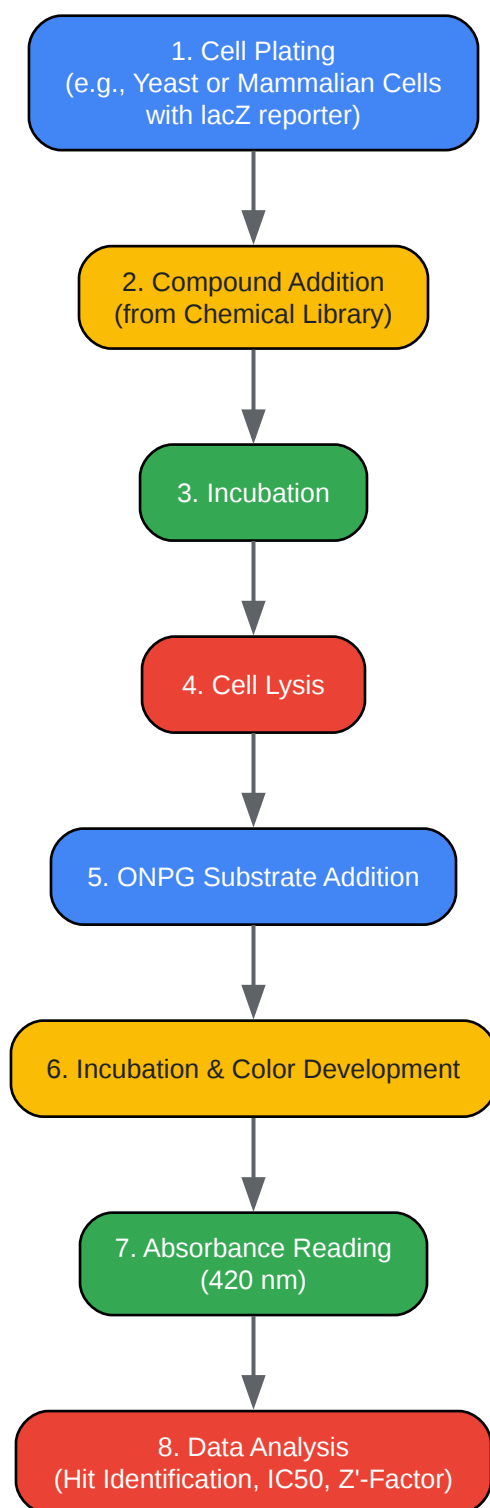 1. Cell Plating
(e.g., Yeast or Mammalian Cells
with lacZ reporter)
2. Compound Addition
(from Chemical Library)
3. Incubation
4. Cell Lysis
5. ONPG Substrate Addition
6. Incubation & Color Development
7. Absorbance Reading
(420 nm)
8. Data Analysis
(Hit Identification, IC50, Z'-Factor)